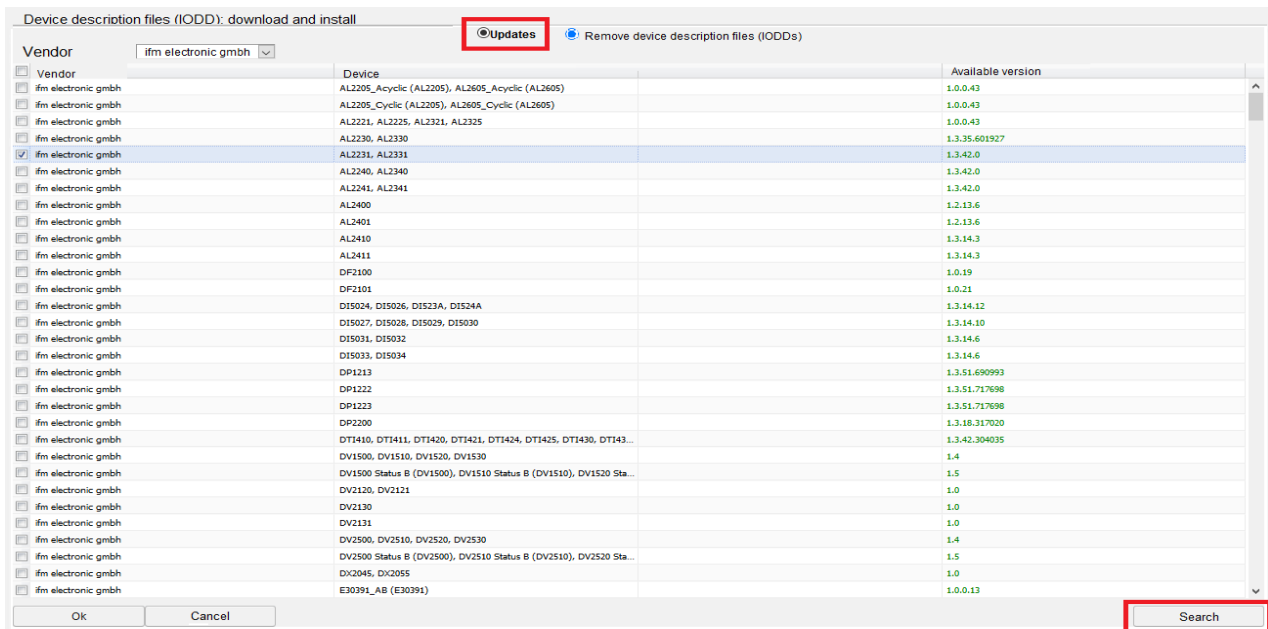 Device description files (IODD): download and install
Updates Remove device description files (IODDs)
Vendor ifm electronic gmbh
Vendor Device Available version
ifm electronic gmbh AL2205_Acyclic (AL2205), AL2605_Acyclic (AL2605) 1.0.0.43
ifm electronic gmbh AL2205_Cyclic (AL2205), AL2605_Cyclic (AL2605) 1.0.0.43
ifm electronic gmbh AL2221, AL2225, AL2321, AL2325 1.0.0.43
ifm electronic gmbh AL2230, AL2330 1.3.35.601927
ifm electronic gmbh AL2231, AL2331 1.3.42.0
ifm electronic gmbh AL2240, AL2340 1.3.42.0
ifm electronic gmbh AL2241, AL2341 1.3.42.0
ifm electronic gmbh AL2400 1.2.13.6
ifm electronic gmbh AL2401 1.2.13.6
ifm electronic gmbh AL2410 1.3.14.3
ifm electronic gmbh AL2411 1.3.14.3
ifm electronic gmbh DF2100 1.0.19
ifm electronic gmbh DF2101 1.0.21
ifm electronic gmbh DI5024, DI5026, DI523A, DI524A 1.3.14.12
ifm electronic gmbh DI5027, DI5028, DI5029, DI5030 1.3.14.10
ifm electronic gmbh DI5031, DI5032 1.3.14.6
ifm electronic gmbh DI5033, DI5034 1.3.14.6
ifm electronic gmbh DP1213 1.3.51.690993
ifm electronic gmbh DP1222 1.3.51.717698
ifm electronic gmbh DP1223 1.3.51.717698
ifm electronic gmbh DP2200 1.3.18.317020
ifm electronic gmbh DTI410, DTI411, DTI420, DTI421, DTI424, DTI425, DTI430, DTI43... 1.3.42.304035
ifm electronic gmbh DV1500, DV1510, DV1520, DV1530 1.4
ifm electronic gmbh DV1500 Status B (DV1500), DV1510 Status B (DV1510), DV1520 Sta... 1.5
ifm electronic gmbh DV2120, DV2121 1.0
ifm electronic gmbh DV2130 1.0
ifm electronic gmbh DV2131 1.0
ifm electronic gmbh DV2500, DV2510, DV2520, DV2530 1.4
ifm electronic gmbh DV2500 Status B (DV2500), DV2510 Status B (DV2510), DV2520 Sta... 1.5
ifm electronic gmbh DX2045, DX2055 1.0
ifm electronic gmbh E30391_AB (E30391) 1.0.0.13
Ok Cancel Search